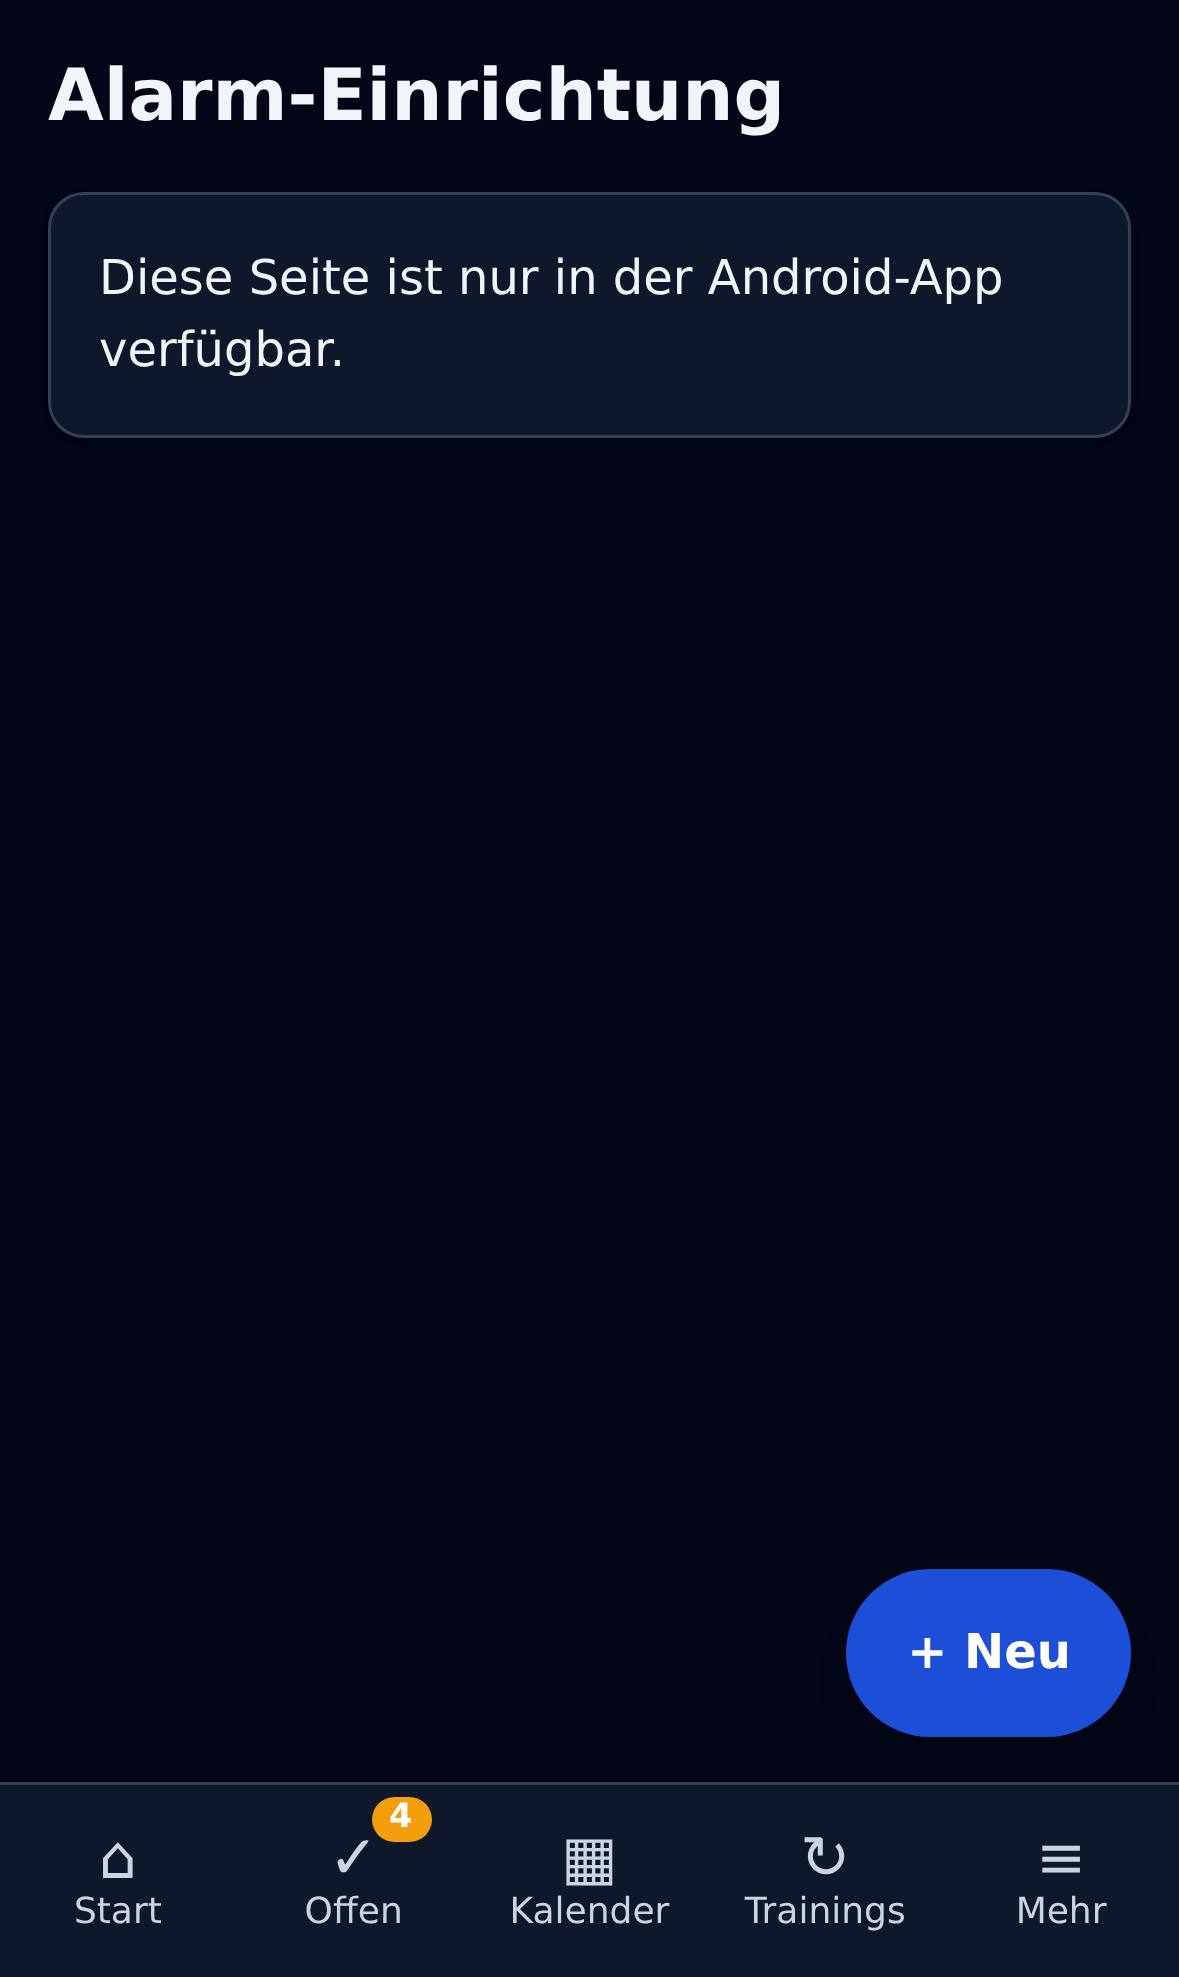 Alarm-Einrichtung
Diese Seite ist nur in der Android-App
verfügbar.
+ Neu
4
Start
Offen
Kalender
Trainings
Mehr